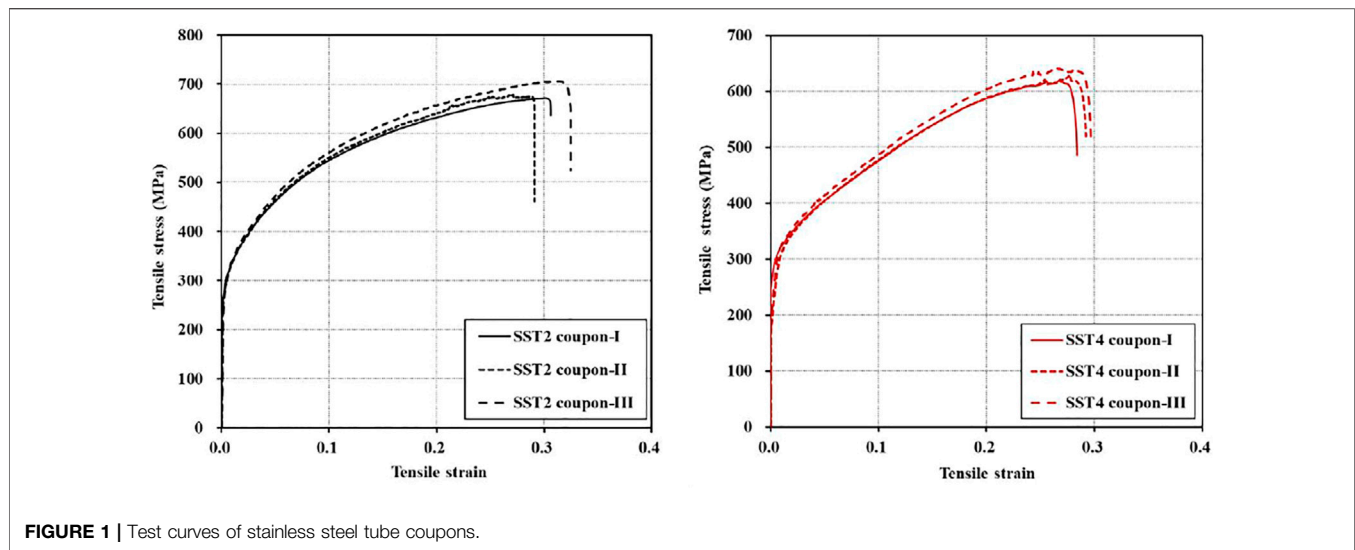 800
700
600
500
400
300
200
100
0
Tensile stress (MPa)
SST2 coupon-I
SST2 coupon-II
SST2 coupon-III
0.0 0.1 0.2 0.3 0.4
Tensile strain
700
600
500
400
300
200
100
0
Tensile stress (MPa)
SST4 coupon-I
SST4 coupon-II
SST4 coupon-III
0.0 0.1 0.2 0.3 0.4
Tensile strain
FIGURE 1 | Test curves of stainless steel tube coupons.